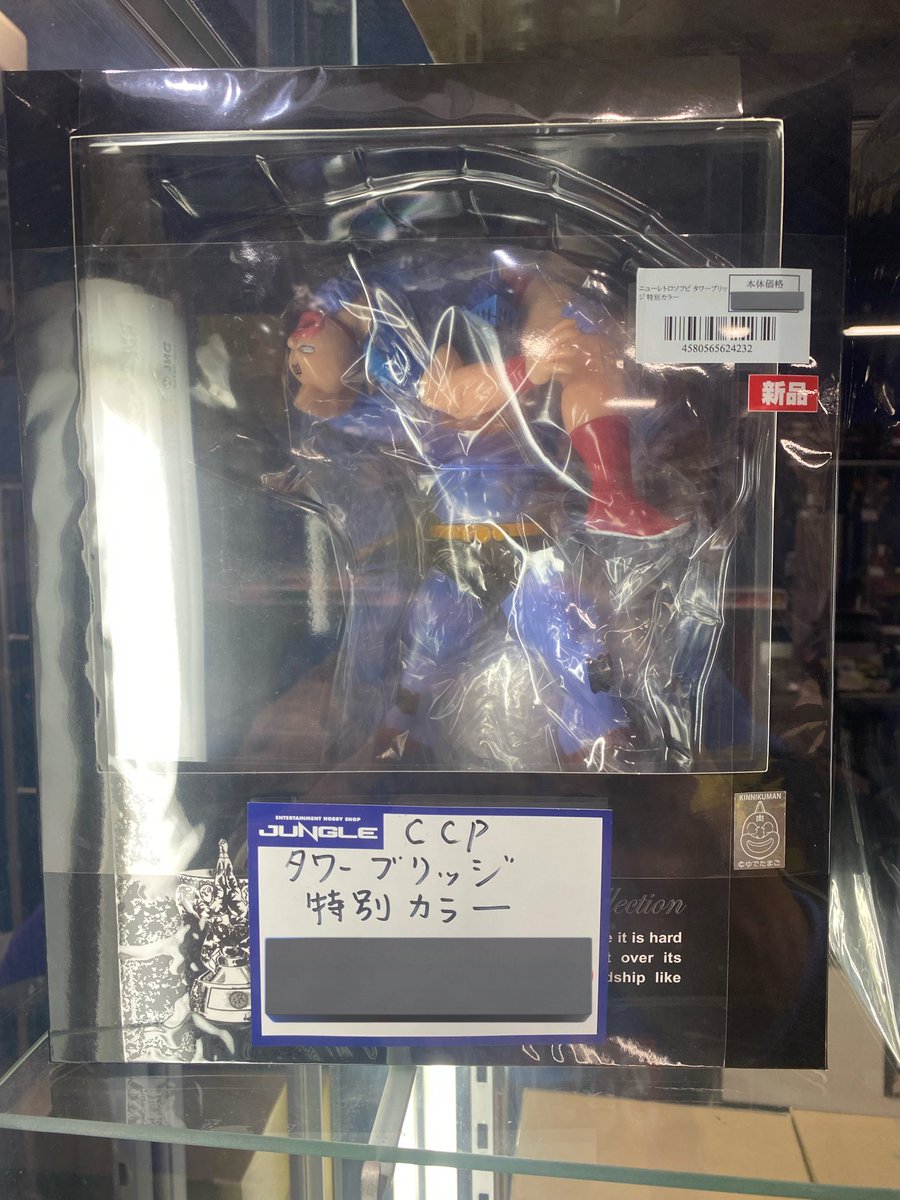 ニューレトロソフビ タワーブリッ
ジ 特別カラー
本体価格
4580565624232
新品
KINNIKUMAN
肉
©ゆでたまご
ENTERTAINMENT HOBBY SHOP
JUNGLE
CCP
タワーブリッジ
特別カラー
llection
e it is hard
t over its
dship like